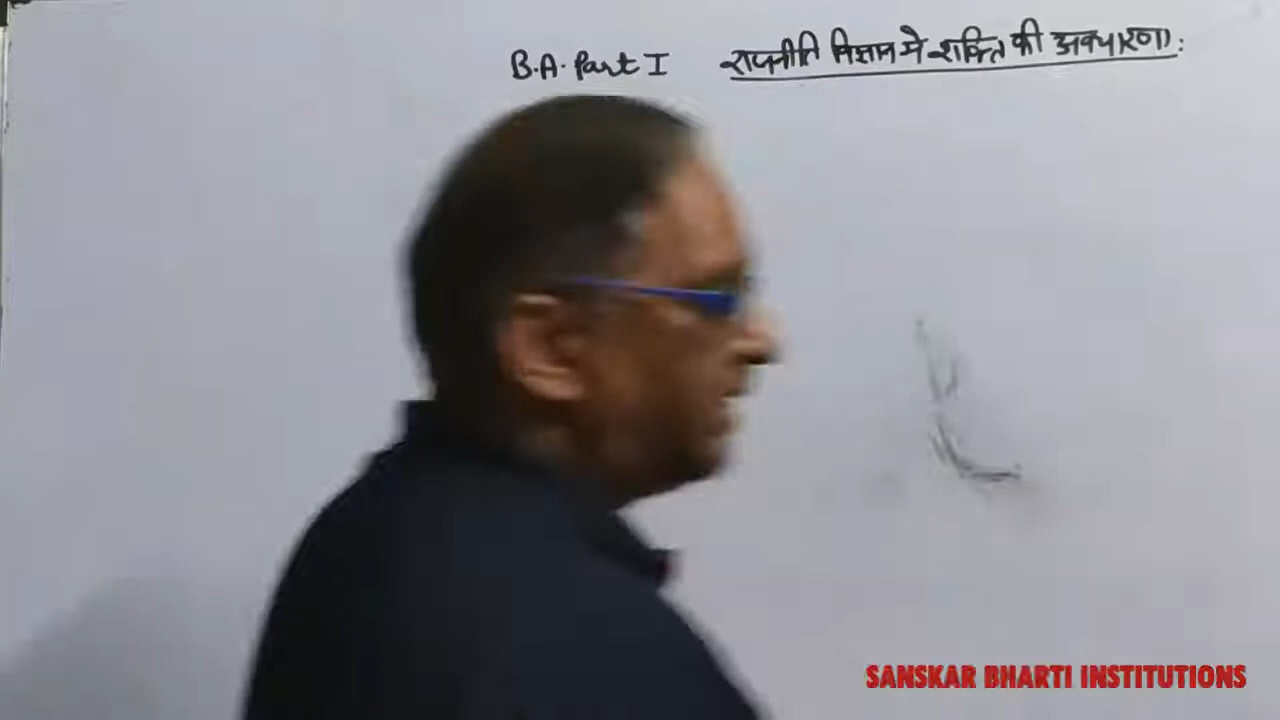 B.A. Part I राजनीति विज्ञान मे शक्ति की अवधारणा:
SANSKAR BHARTI INSTITUTIONS